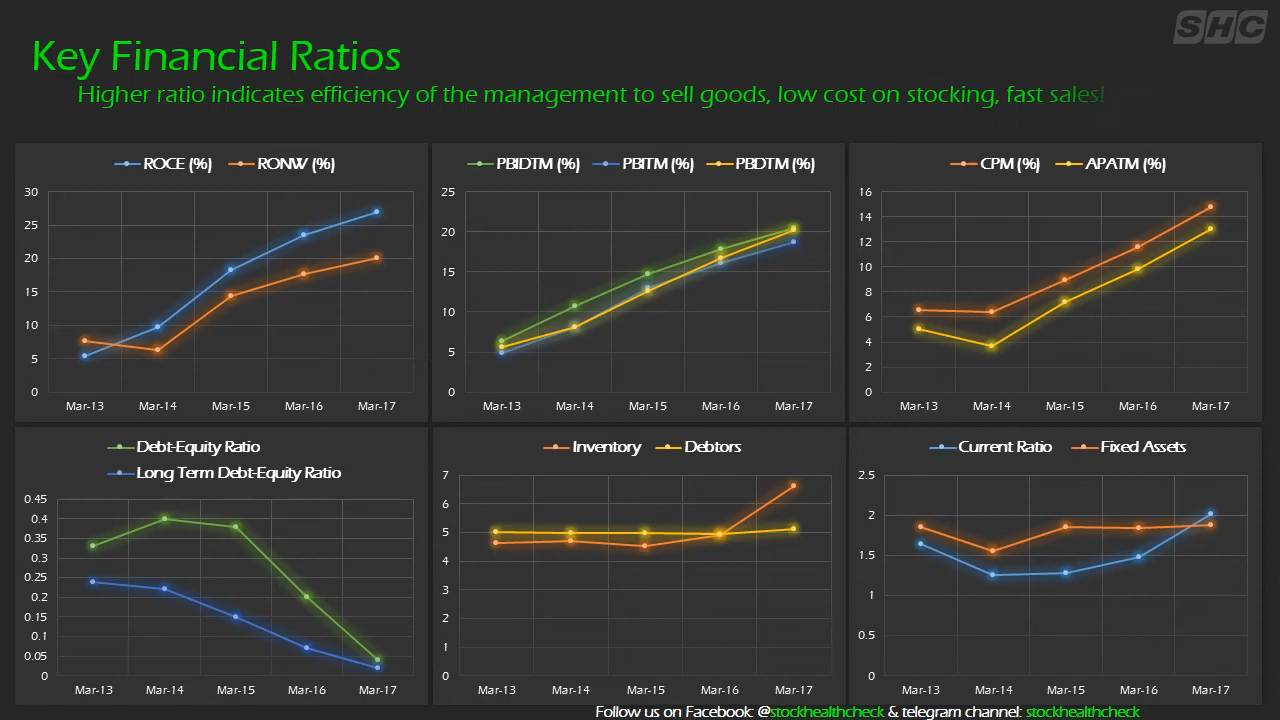 SHC
Key Financial Ratios
Higher ratio indicates efficiency of the management to sell goods, low cost on stocking, fast sales!
ROCE (%) RONW (%)
30
25
20
15
10
5
0
Mar-13 Mar-14 Mar-15 Mar-16 Mar-17
PBIDTM (%) PBITM (%) PBDTM (%)
25
20
15
10
5
0
Mar-13 Mar-14 Mar-15 Mar-16 Mar-17
CPM (%) APATM (%)
16
14
12
10
8
6
4
2
0
Mar-13 Mar-14 Mar-15 Mar-16 Mar-17
Debt-Equity Ratio
Long Term Debt-Equity Ratio
0.45
0.4
0.35
0.3
0.25
0.2
0.15
0.1
0.05
0
Mar-13 Mar-14 Mar-15 Mar-16 Mar-17
Inventory Debtors
7
6
5
4
3
2
1
0
Mar-13 Mar-14 Mar-15 Mar-16 Mar-17
Current Ratio Fixed Assets
2.5
2
1.5
1
0.5
0
Mar-13 Mar-14 Mar-15 Mar-16 Mar-17
Follow us on Facebook: @stockhealthcheck & telegram channel: stockhealthcheck